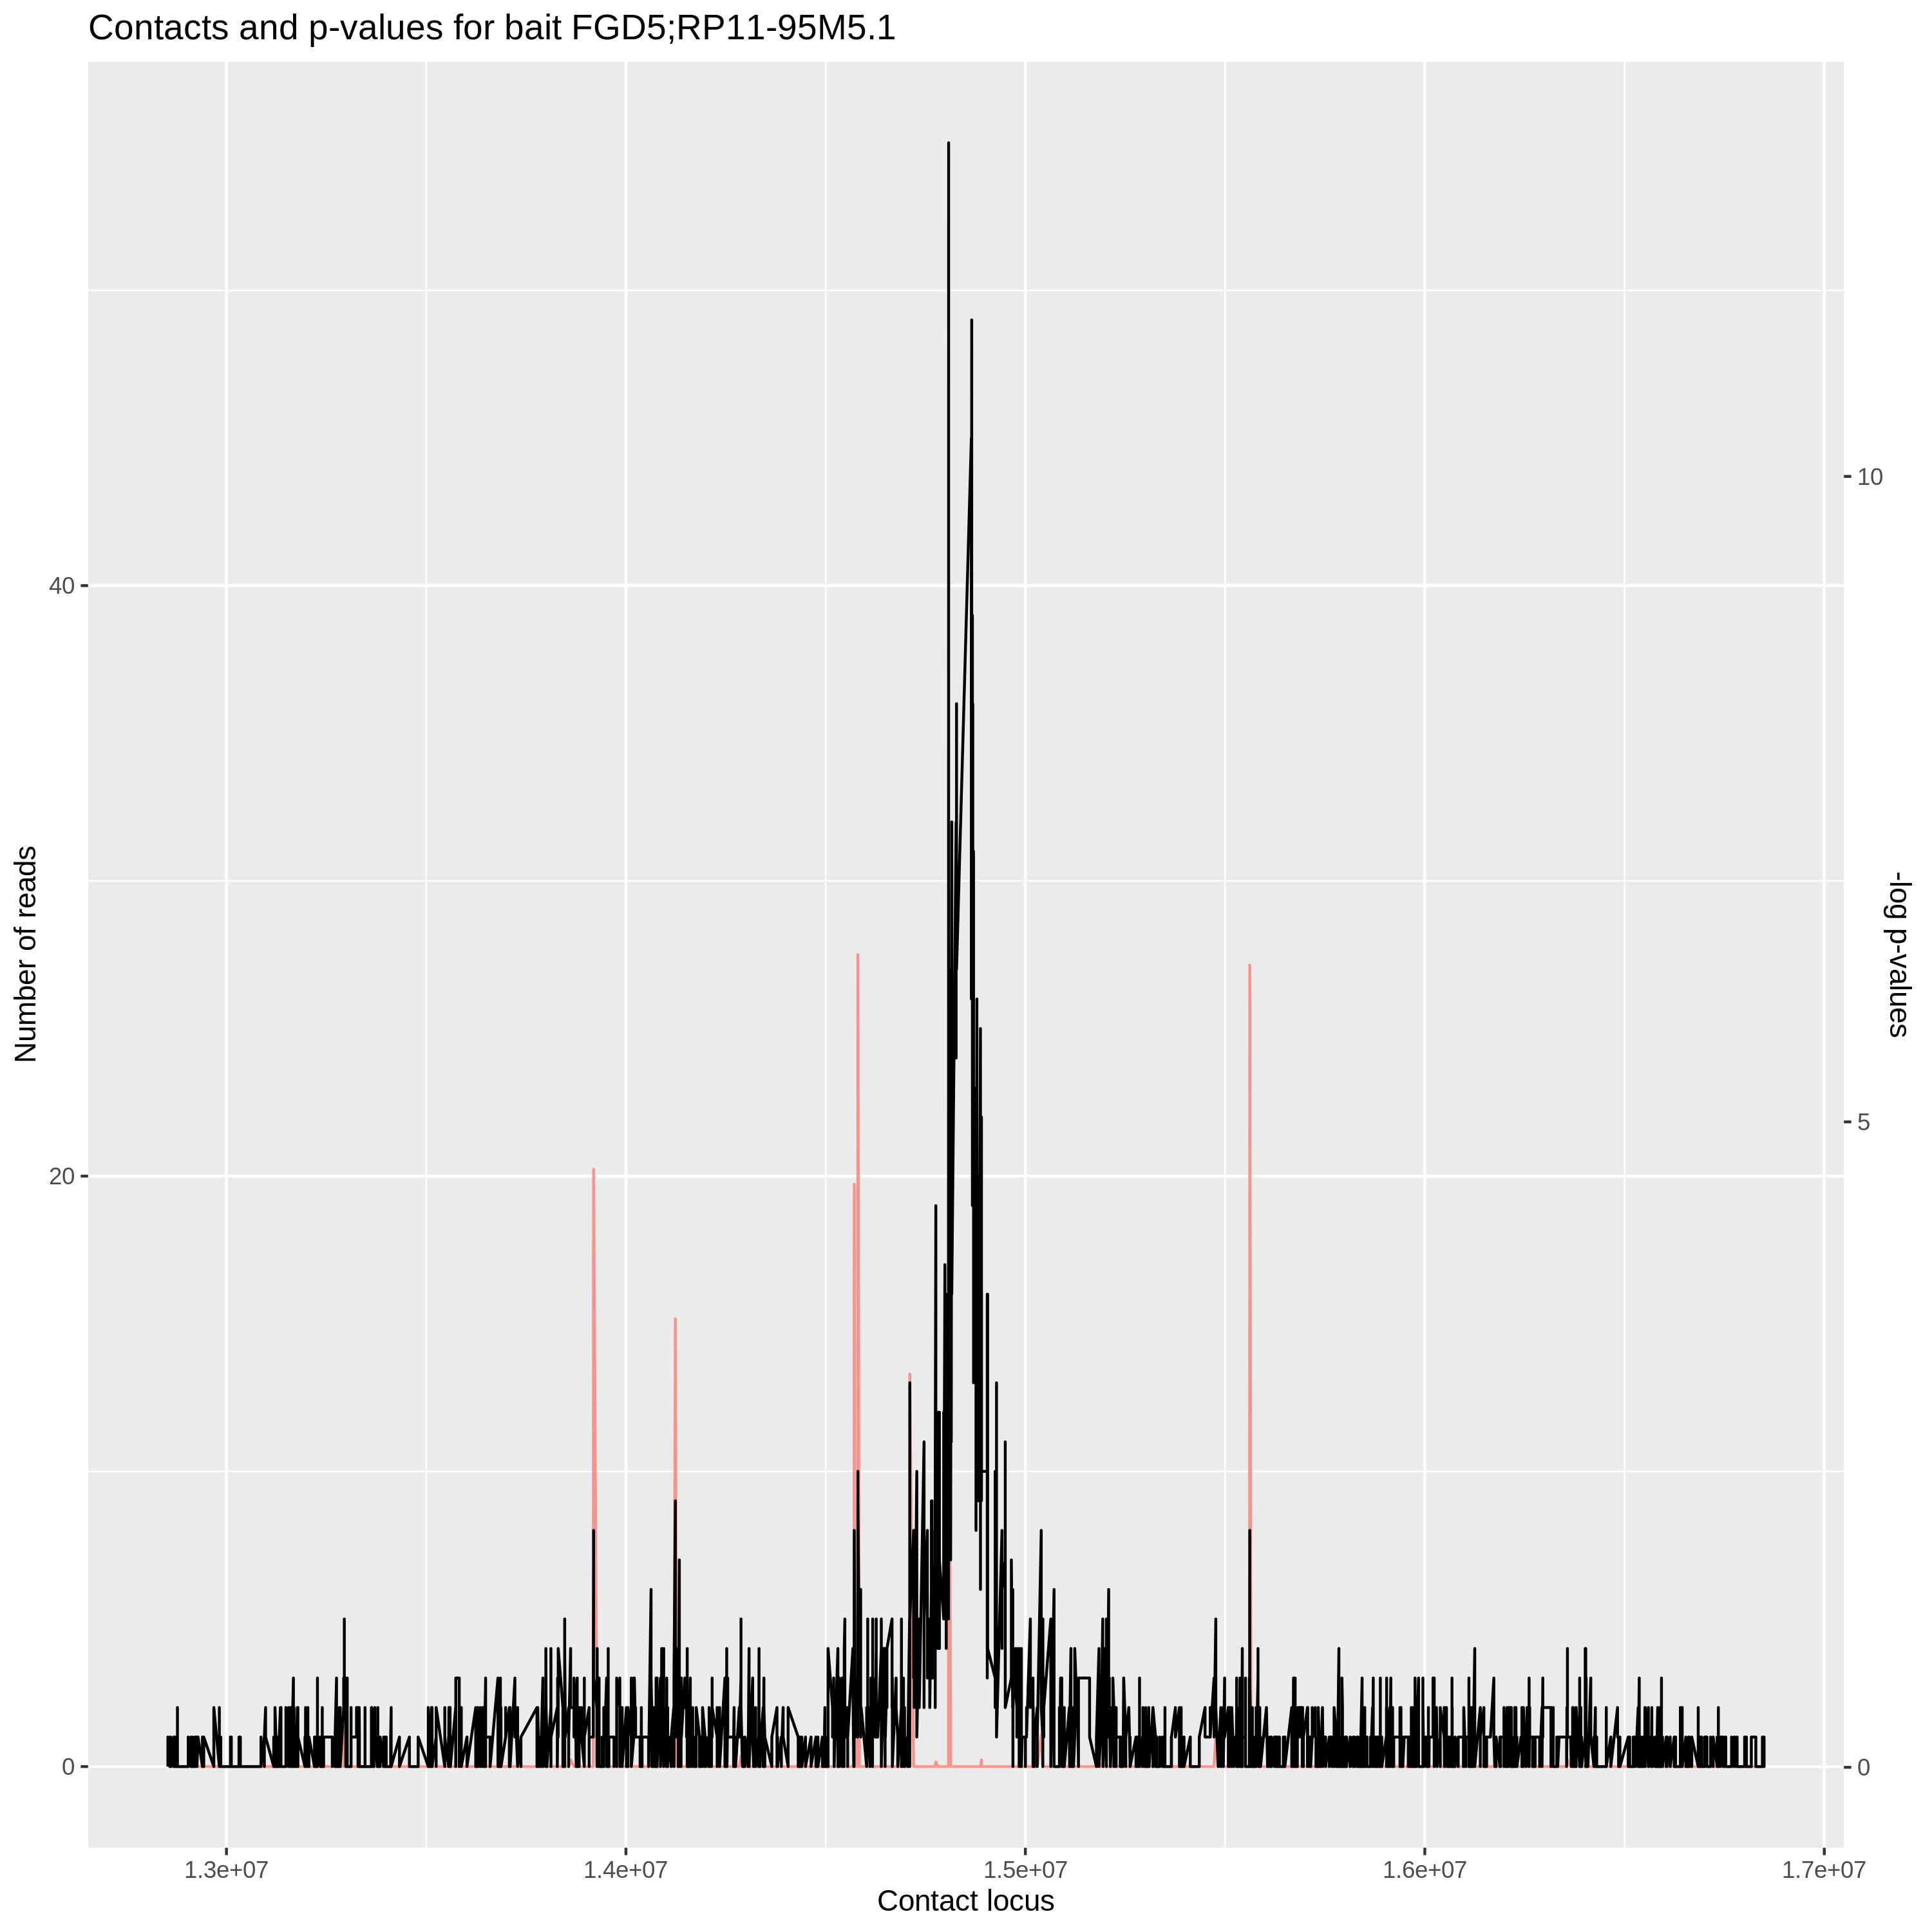 Contacts and p-values for bait FGD5;RP11-95M5.1
Number of reads
40
20
0
10
5
0
-log p-values
1.3e+07 1.4e+07 1.5e+07 1.6e+07 1.7e+07
Contact locus